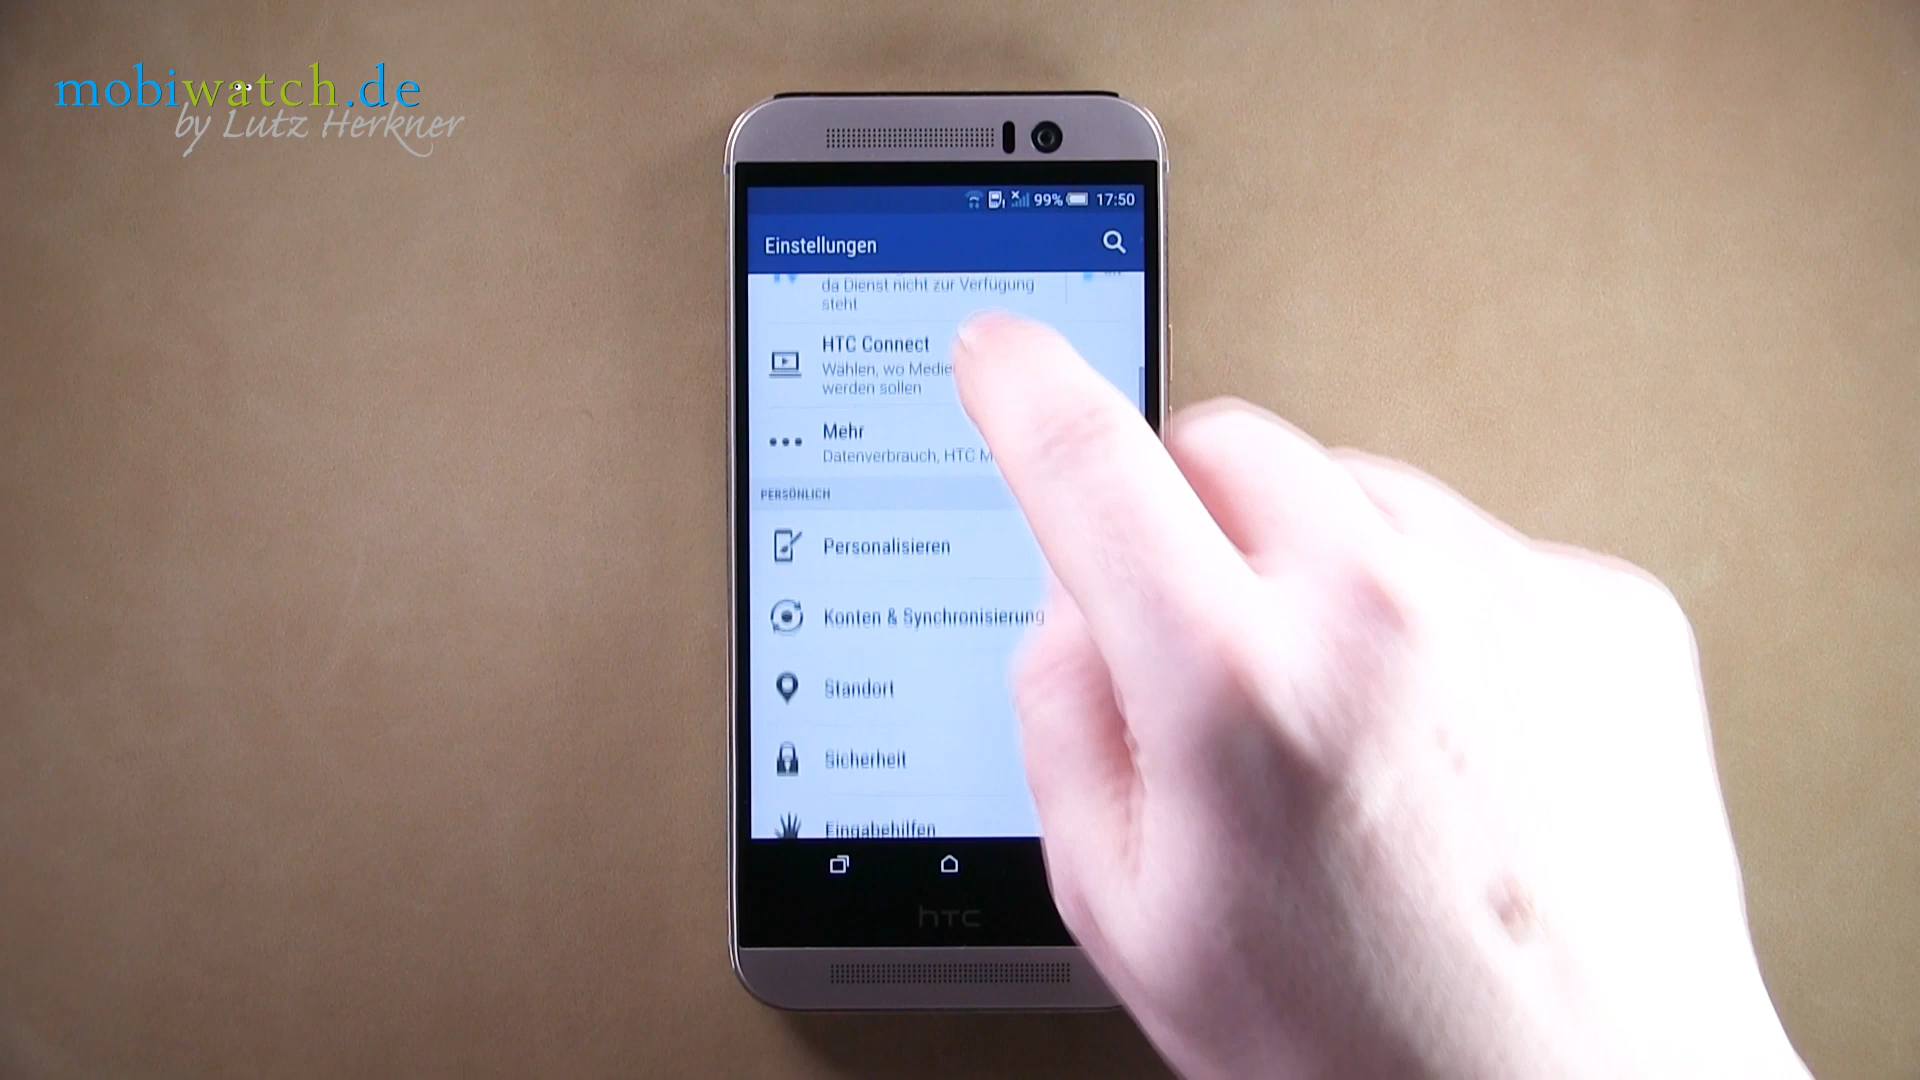 mobiwatch.de
by Lutz Herkner
99% 17:50
Einstellungen
da Dienst nicht zur Verfügung
steht
HTC Connect
Wählen, wo
werden sollen
Mehr
Datenverbrauch, HTC
PERSÖNLICH
Personalisieren
Konten & Synchronisierung
Standort
Sicherheit
Eingabehilfen
hTC